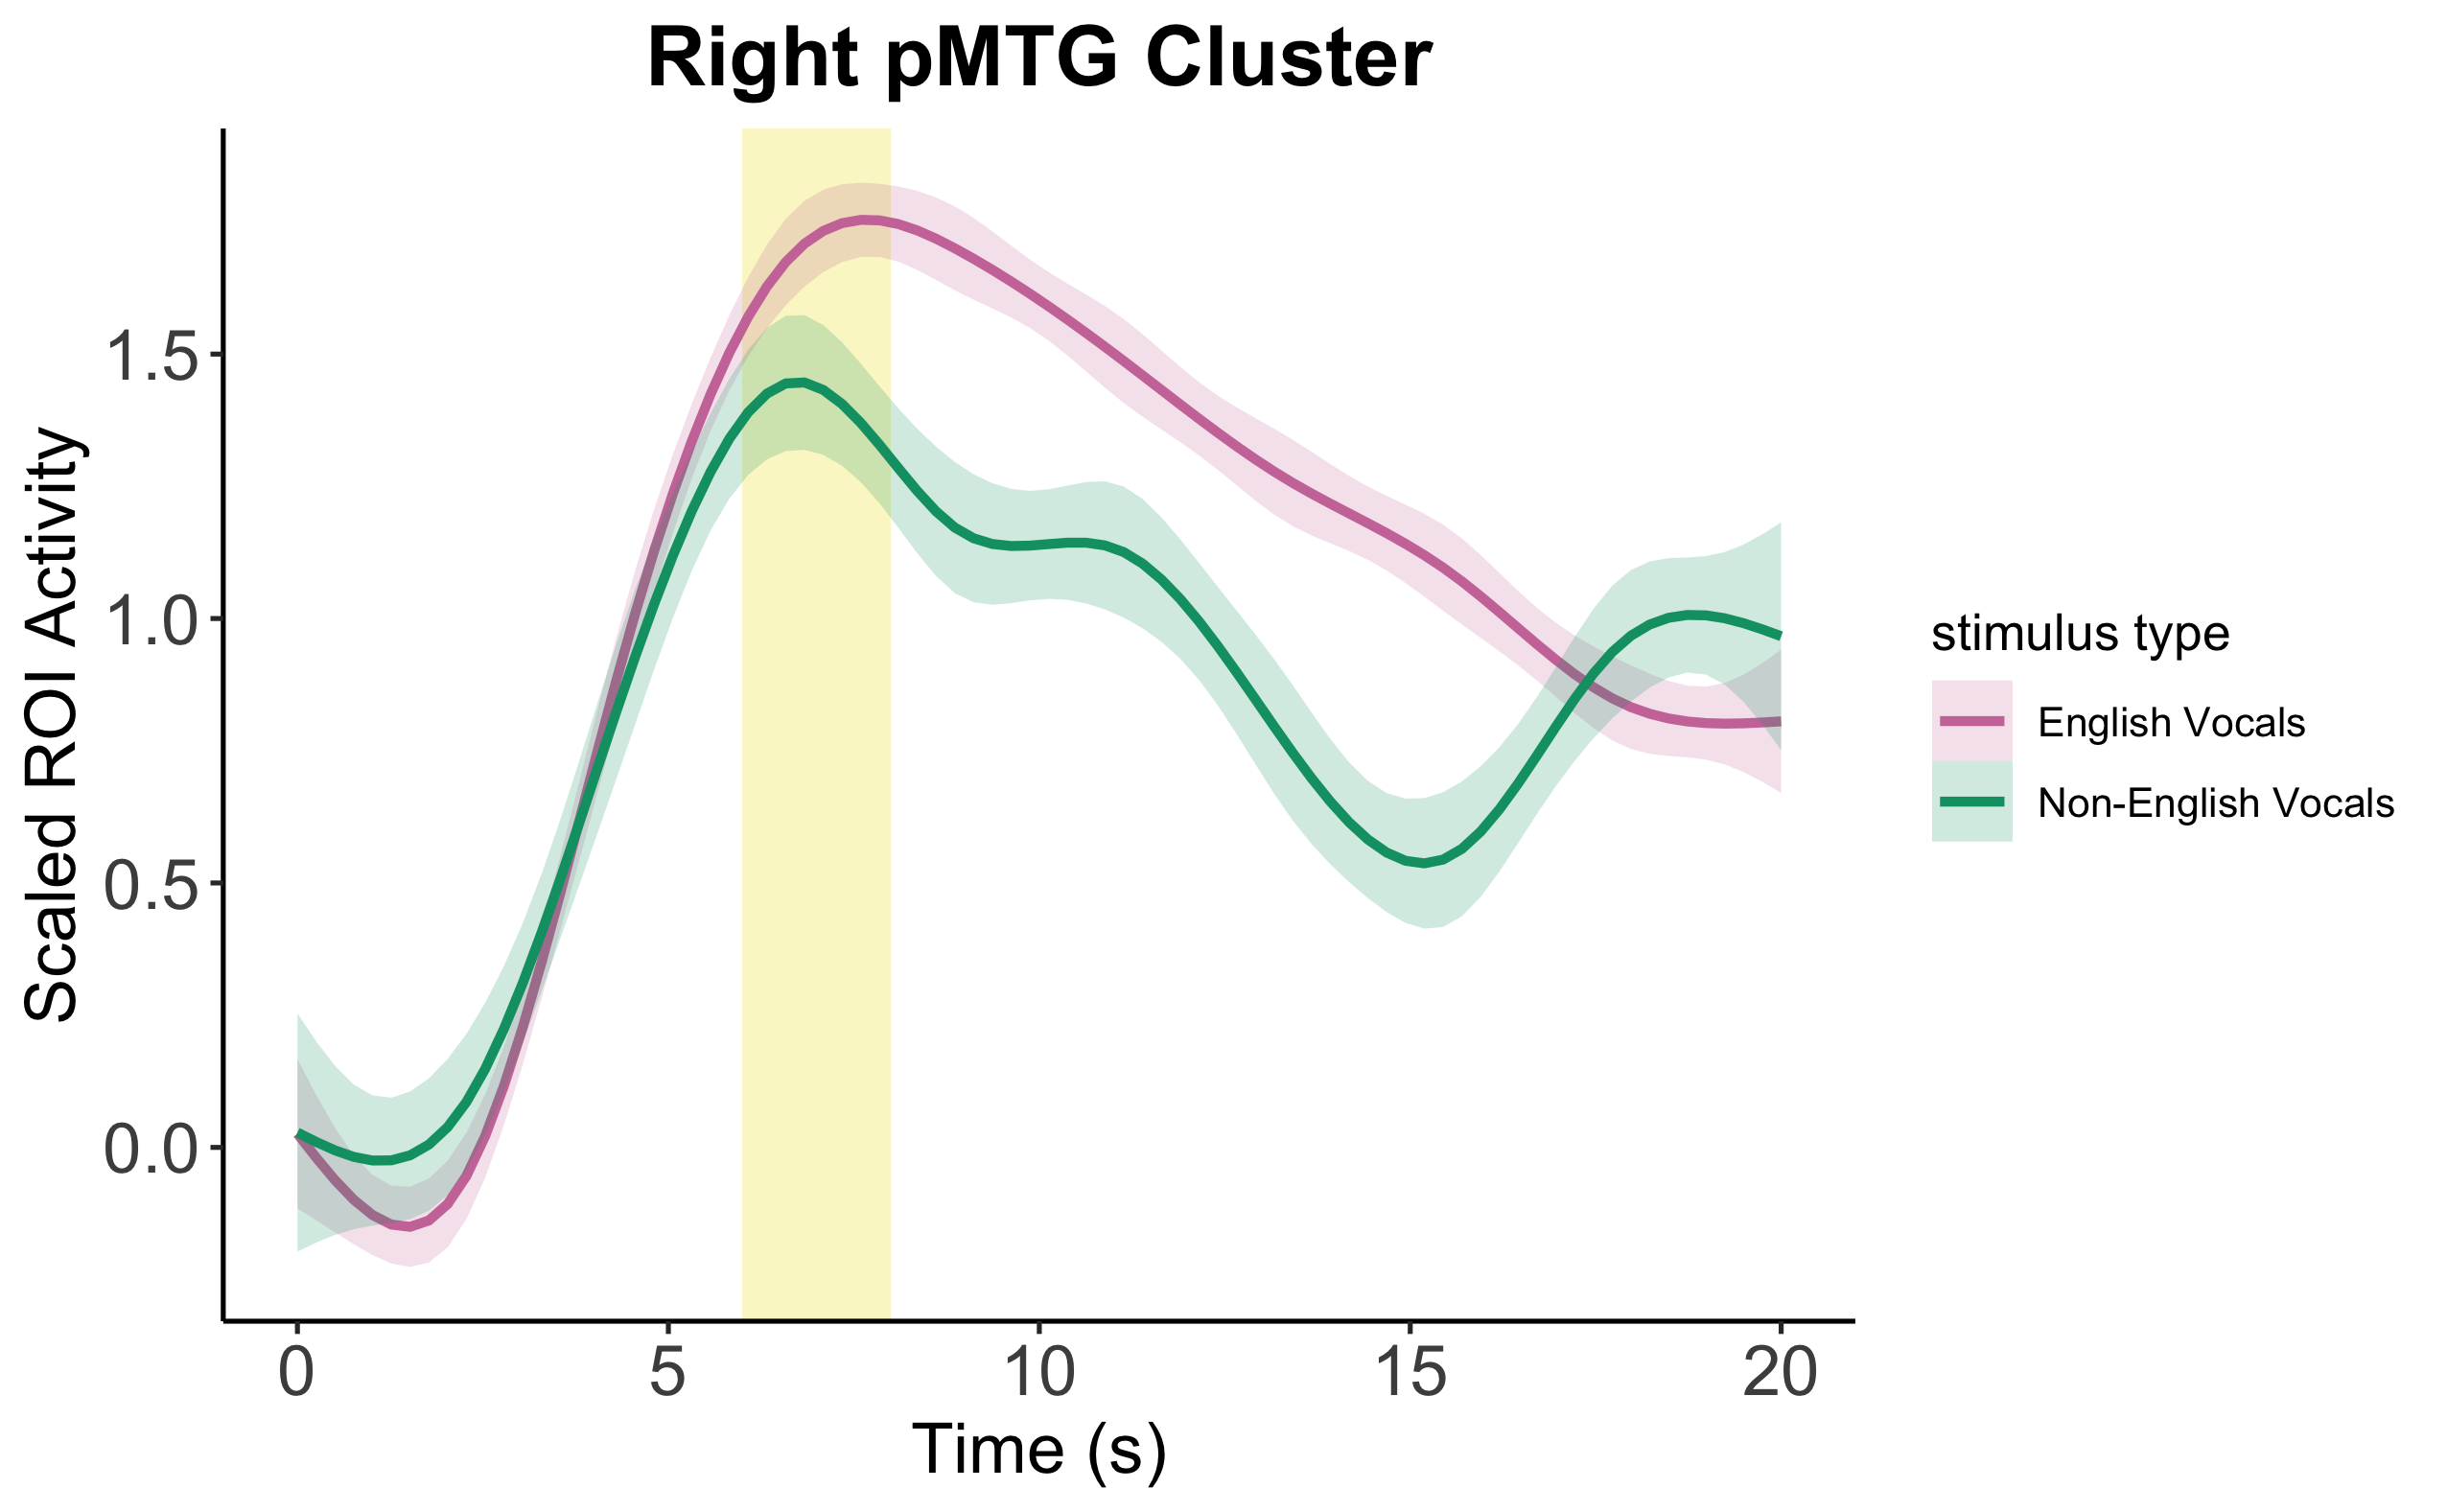 Right pMTG Cluster
Scaled ROI Activity
1.5
1.0
0.5
0.0
0 5 10 15 20
Time (s)
stimulus type
English Vocals
Non-English Vocals